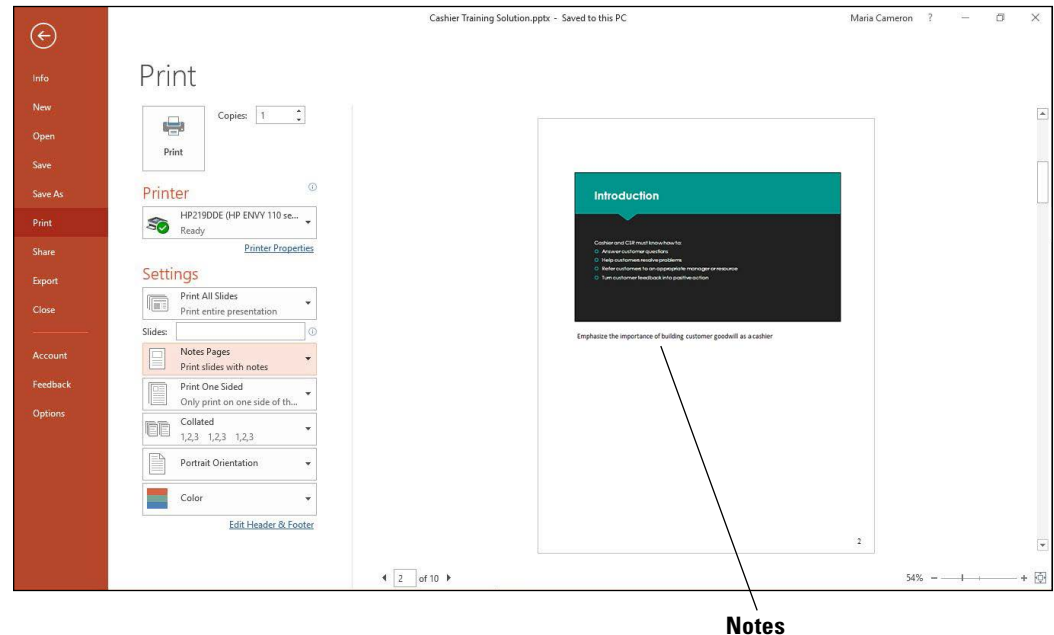 Cashier Training Solution.pptx - Saved to this PC
Maria Cameron ?
Info
New
Open
Save
Save As
Print
Share
Export
Close
Account
Feedback
Options
Print
Print
Copies: 1
Printer
HP219DDE (HP ENVY 110 se...
Ready
Printer Properties
Settings
Print All Slides
Print entire presentation
Slides:
Notes Pages
Print slides with notes
Print One Sided
Only print on one side of th...
Collated
1,2,3 1,2,3 1,2,3
Portrait Orientation
Color
Edit Header & Footer
Introduction
Cashier and CSR must know how to:
Answer customer questions
Help customers resolve problems
Refer customers to an appropriate manager or resource
Turn customer feedback into positive action
Emphasize the importance of building customer goodwill as a cashier
2
2 of 10
54% - +
Notes